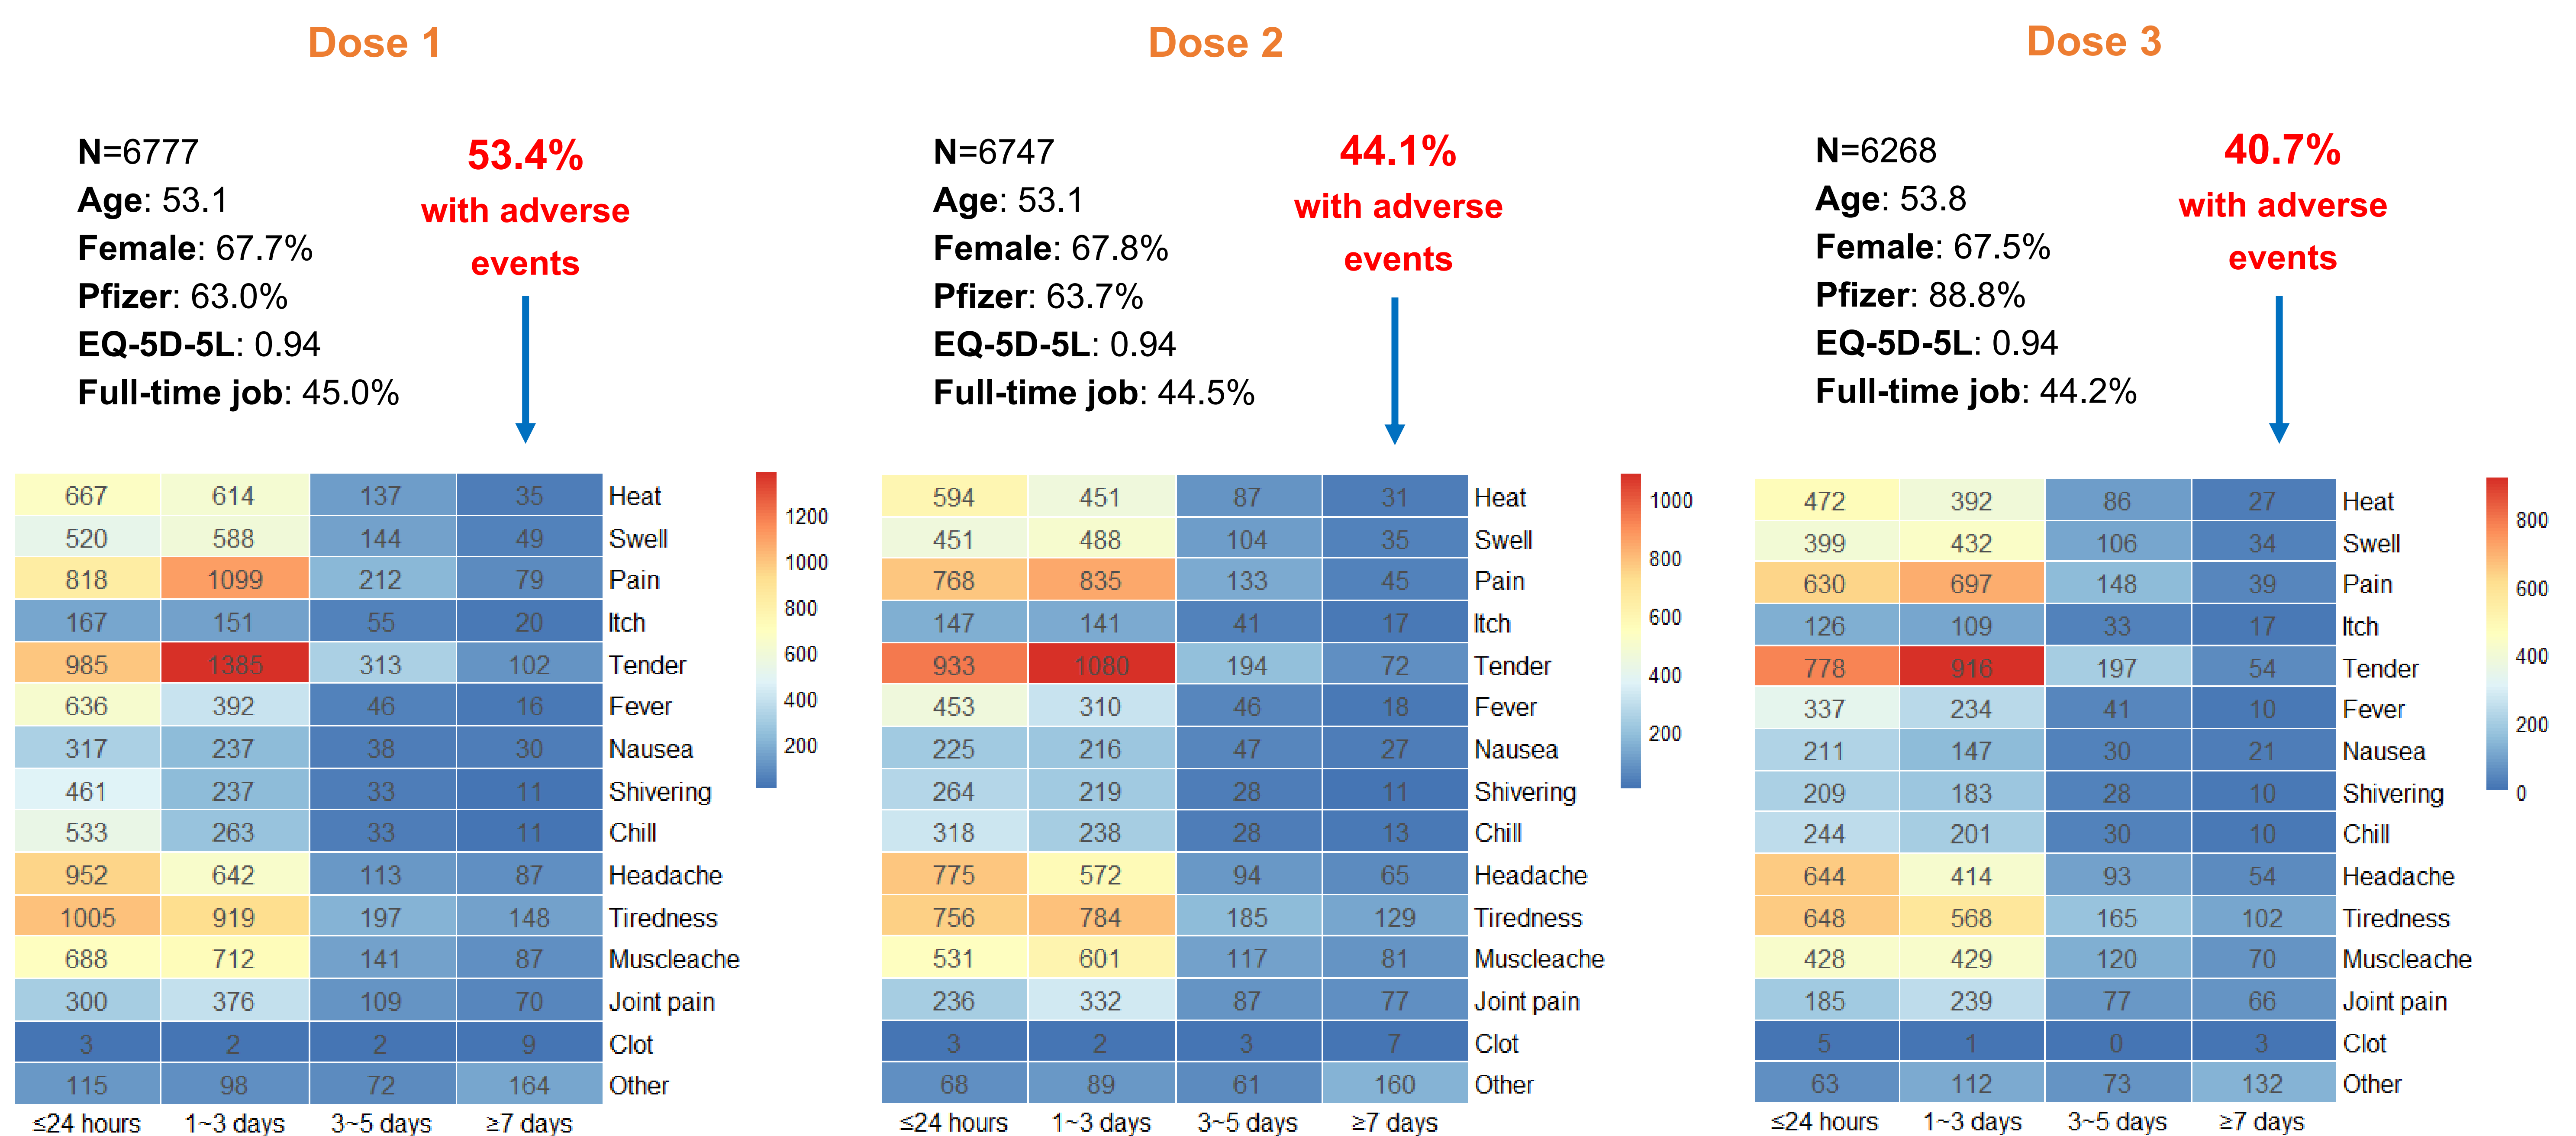 Dose 1
N=6777
Age: 53.1
Female: 67.7%
Pfizer: 63.0%
EQ-5D-5L: 0.94
Full-time job: 45.0%
53.4%
with adverse
events
667 614 137 35 Heat
520 588 144 49 Swell
818 1099 212 79 Pain
167 151 55 20 Itch
985 1385 313 102 Tender
636 392 46 16 Fever
317 237 38 30 Nausea
461 237 33 11 Shivering
533 263 33 11 Chill
952 642 113 87 Headache
1005 919 197 148 Tiredness
688 712 141 87 Muscleache
300 376 109 70 Joint pain
3 2 2 9 Clot
115 98 72 164 Other
≤24 hours 1~3 days 3~5 days ≥7 days
1200
1000
800
600
400
200
Dose 2
N=6747
Age: 53.1
Female: 67.8%
Pfizer: 63.7%
EQ-5D-5L: 0.94
Full-time job: 44.5%
44.1%
with adverse
events
594 451 87 31 Heat
451 488 104 35 Swell
768 835 133 45 Pain
147 141 41 17 Itch
933 1080 194 72 Tender
453 310 46 18 Fever
225 216 47 27 Nausea
264 219 28 11 Shivering
318 238 28 13 Chill
775 572 94 65 Headache
756 784 185 129 Tiredness
531 601 117 81 Muscleache
236 332 87 77 Joint pain
3 2 3 7 Clot
68 89 61 160 Other
≤24 hours 1~3 days 3~5 days ≥7 days
1000
800
600
400
200
Dose 3
N=6268
Age: 53.8
Female: 67.5%
Pfizer: 88.8%
EQ-5D-5L: 0.94
Full-time job: 44.2%
40.7%
with adverse
events
472 392 86 27 Heat
399 432 106 34 Swell
630 697 148 39 Pain
126 109 33 17 Itch
778 916 197 54 Tender
337 234 41 10 Fever
211 147 30 21 Nausea
209 183 28 10 Shivering
244 201 30 10 Chill
644 414 93 54 Headache
648 568 165 102 Tiredness
428 429 120 70 Muscleache
185 239 77 66 Joint pain
5 1 0 3 Clot
63 112 73 132 Other
≤24 hours 1~3 days 3~5 days ≥7 days
800
600
400
200
0